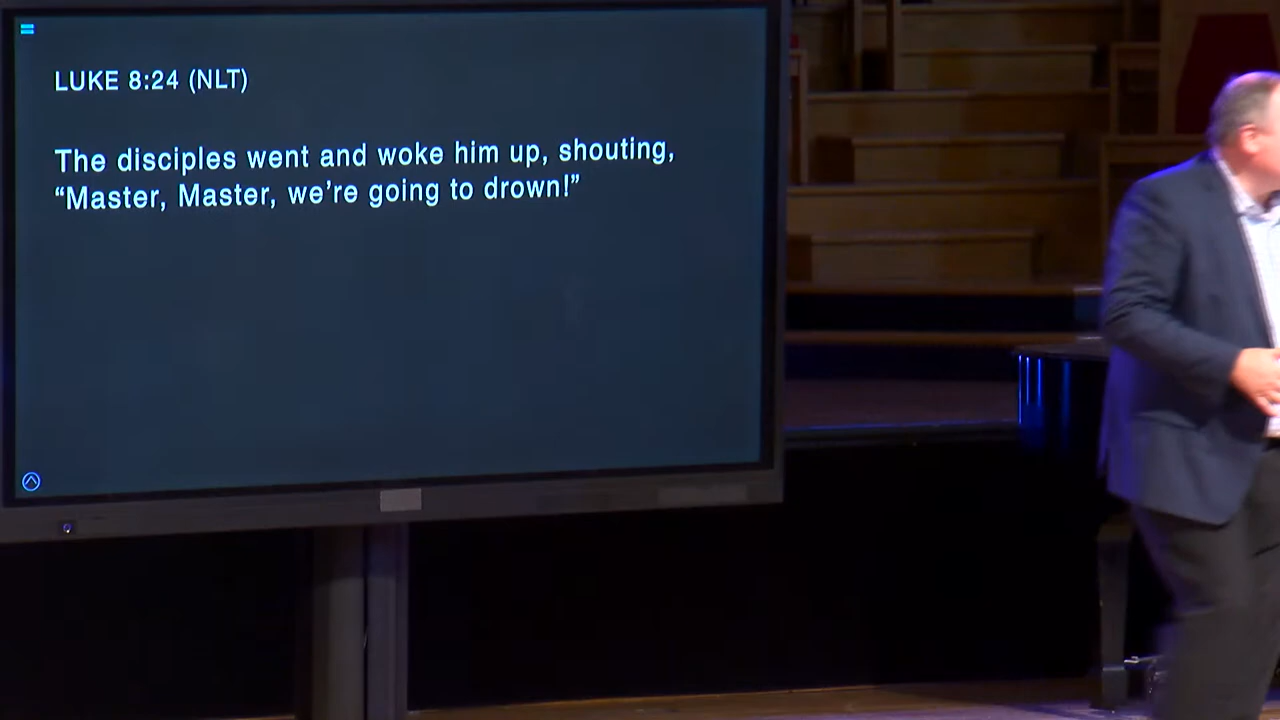 LUKE 8:24 (NLT)
The disciples went and woke him up, shouting,
“Master, Master, we’re going to drown!”